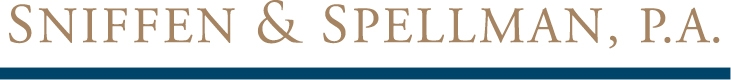 SNIFFEN & SPELLMAN, P.A.